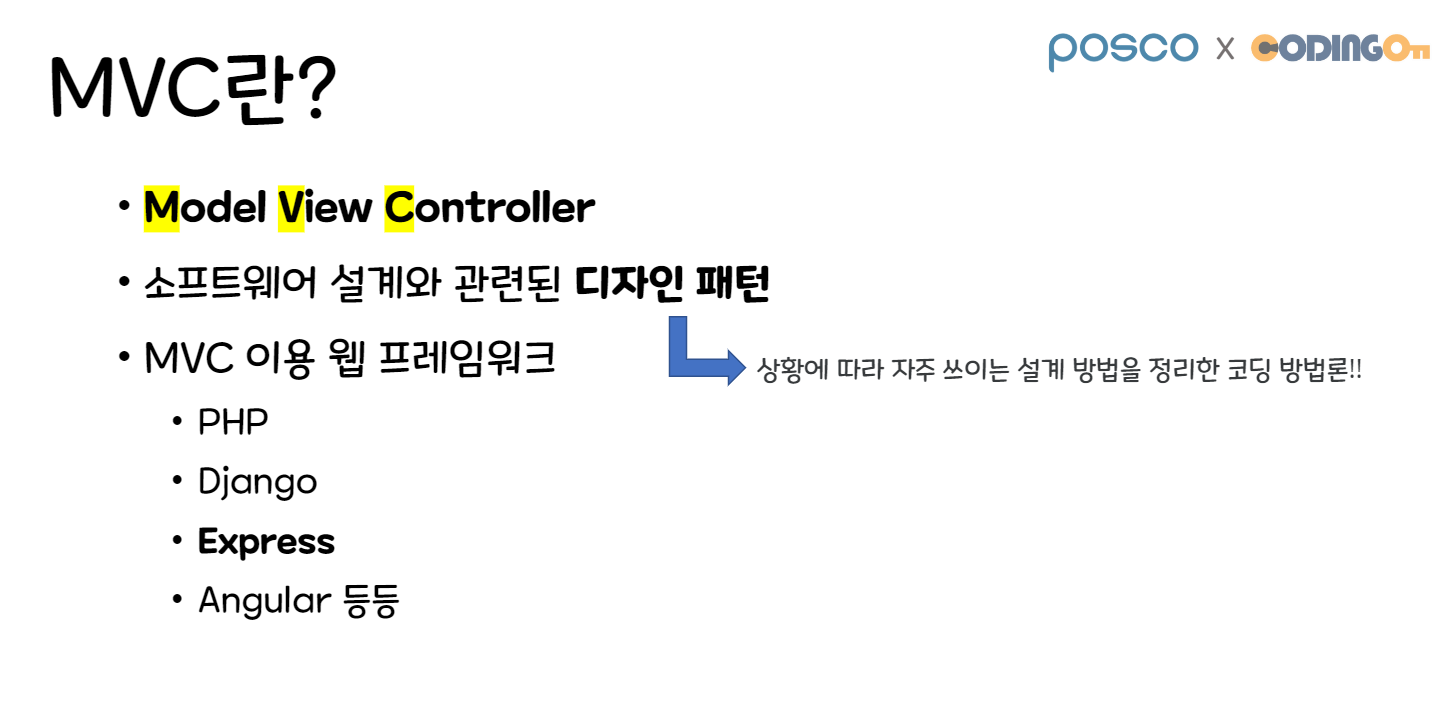 posco x CODINGOn
MVC란?
• Model View Controller
• 소프트웨어 설계와 관련된 디자인 패턴
• MVC 이용 웹 프레임워크
상황에 따라 자주 쓰이는 설계 방법을 정리한 코딩 방법론!!
• PHP
• Django
• Express
• Angular 등등